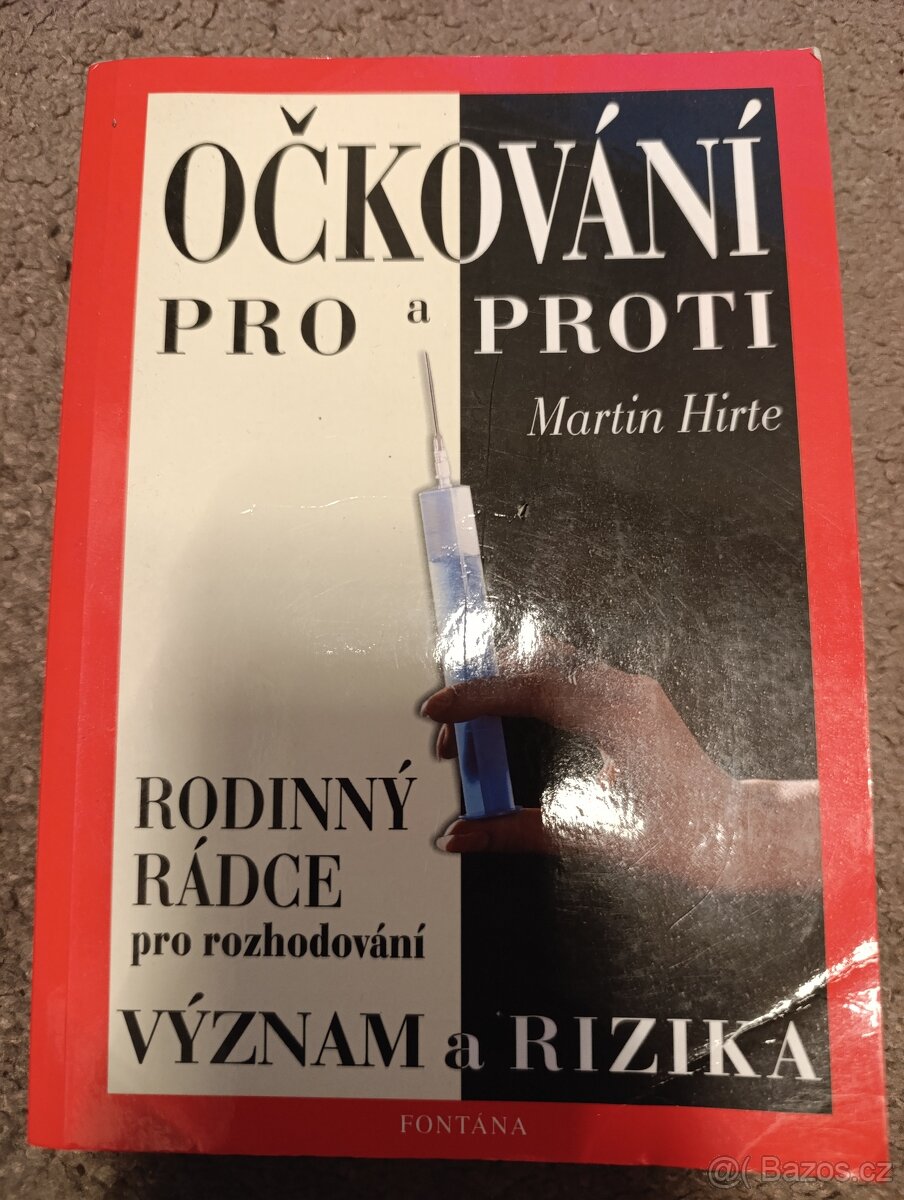 OČKOVÁNÍ
PRO a PROTI
Martin Hirte
RODINNÝ
RÁDCE
pro rozhodování
VÝZNAM a RIZIKA
FONTÁNA
@( Bazos.cz